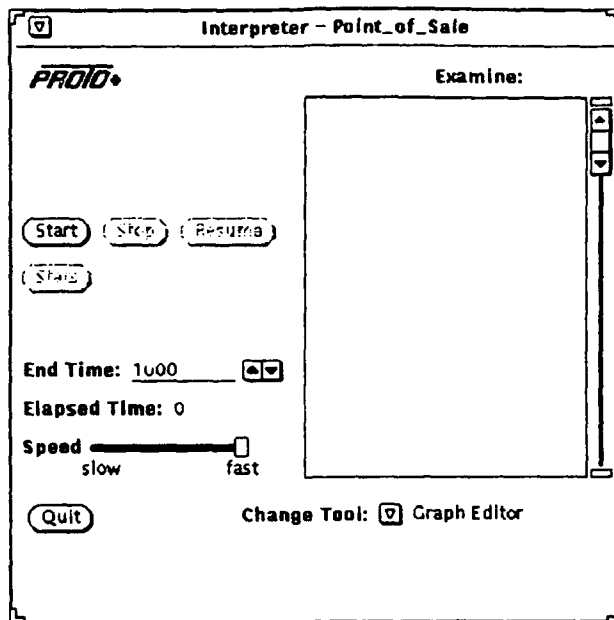 Interpreter - Point_of_Sale
PROTO+
Examine:
Start Stop Resume
Stats
End Time: 1000
Elapsed Time: 0
Speed
slow fast
Quit
Change Tool: Graph Editor